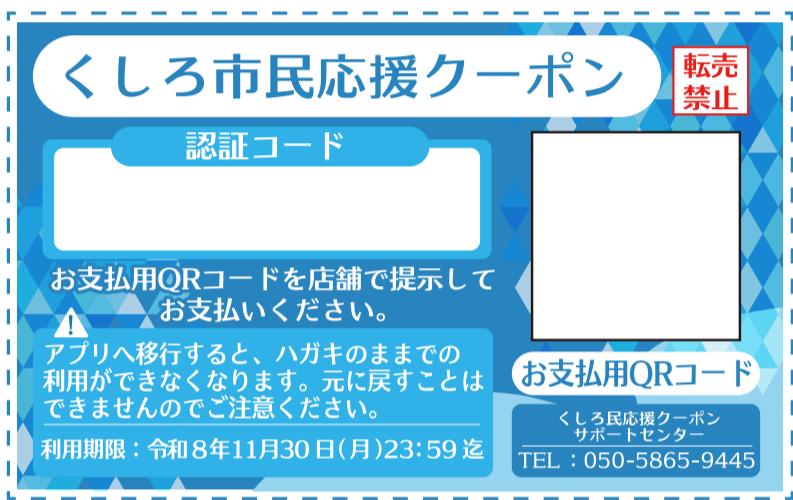 くしろ市民応援クーポン
転売
禁止
認証コード
お支払用QRコードを店舗で提示して
お支払いください。
アプリへ移行すると、ハガキのままでの
利用ができなくなります。元に戻すことは
できませんのでご注意ください。
利用期限：令和8年11月30日(月)23:59迄
お支払用QRコード
くしろ民応援クーポン
サポートセンター
TEL：050-5865-9445